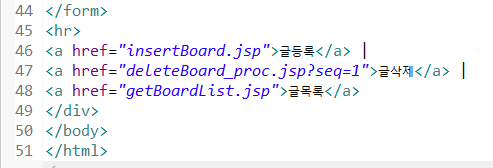 44 </form>
45 <hr>
46 <a href="insertBoard.jsp">글등록</a> |
47 <a href="deleteBoard_proc.jsp?seq=1">글삭제</a> |
48 <a href="getBoardList.jsp">글목록</a>
49 </div>
50 </body>
51 </html>